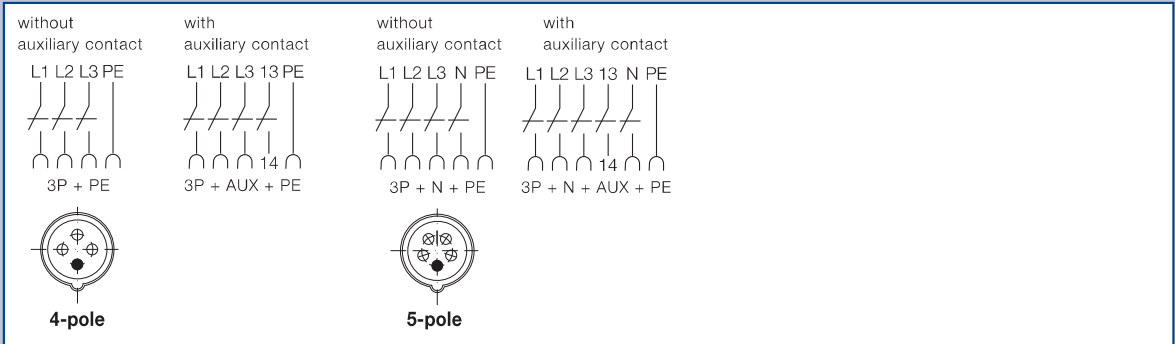 without
auxiliary contact
L1 L2 L3 PE
3P + PE
with
auxiliary contact
L1 L2 L3 13 PE
14
3P + AUX + PE
4-pole
without
auxiliary contact
L1 L2 L3 N PE
3P + N + PE
with
auxiliary contact
L1 L2 L3 13 N PE
14
3P + N + AUX + PE
5-pole